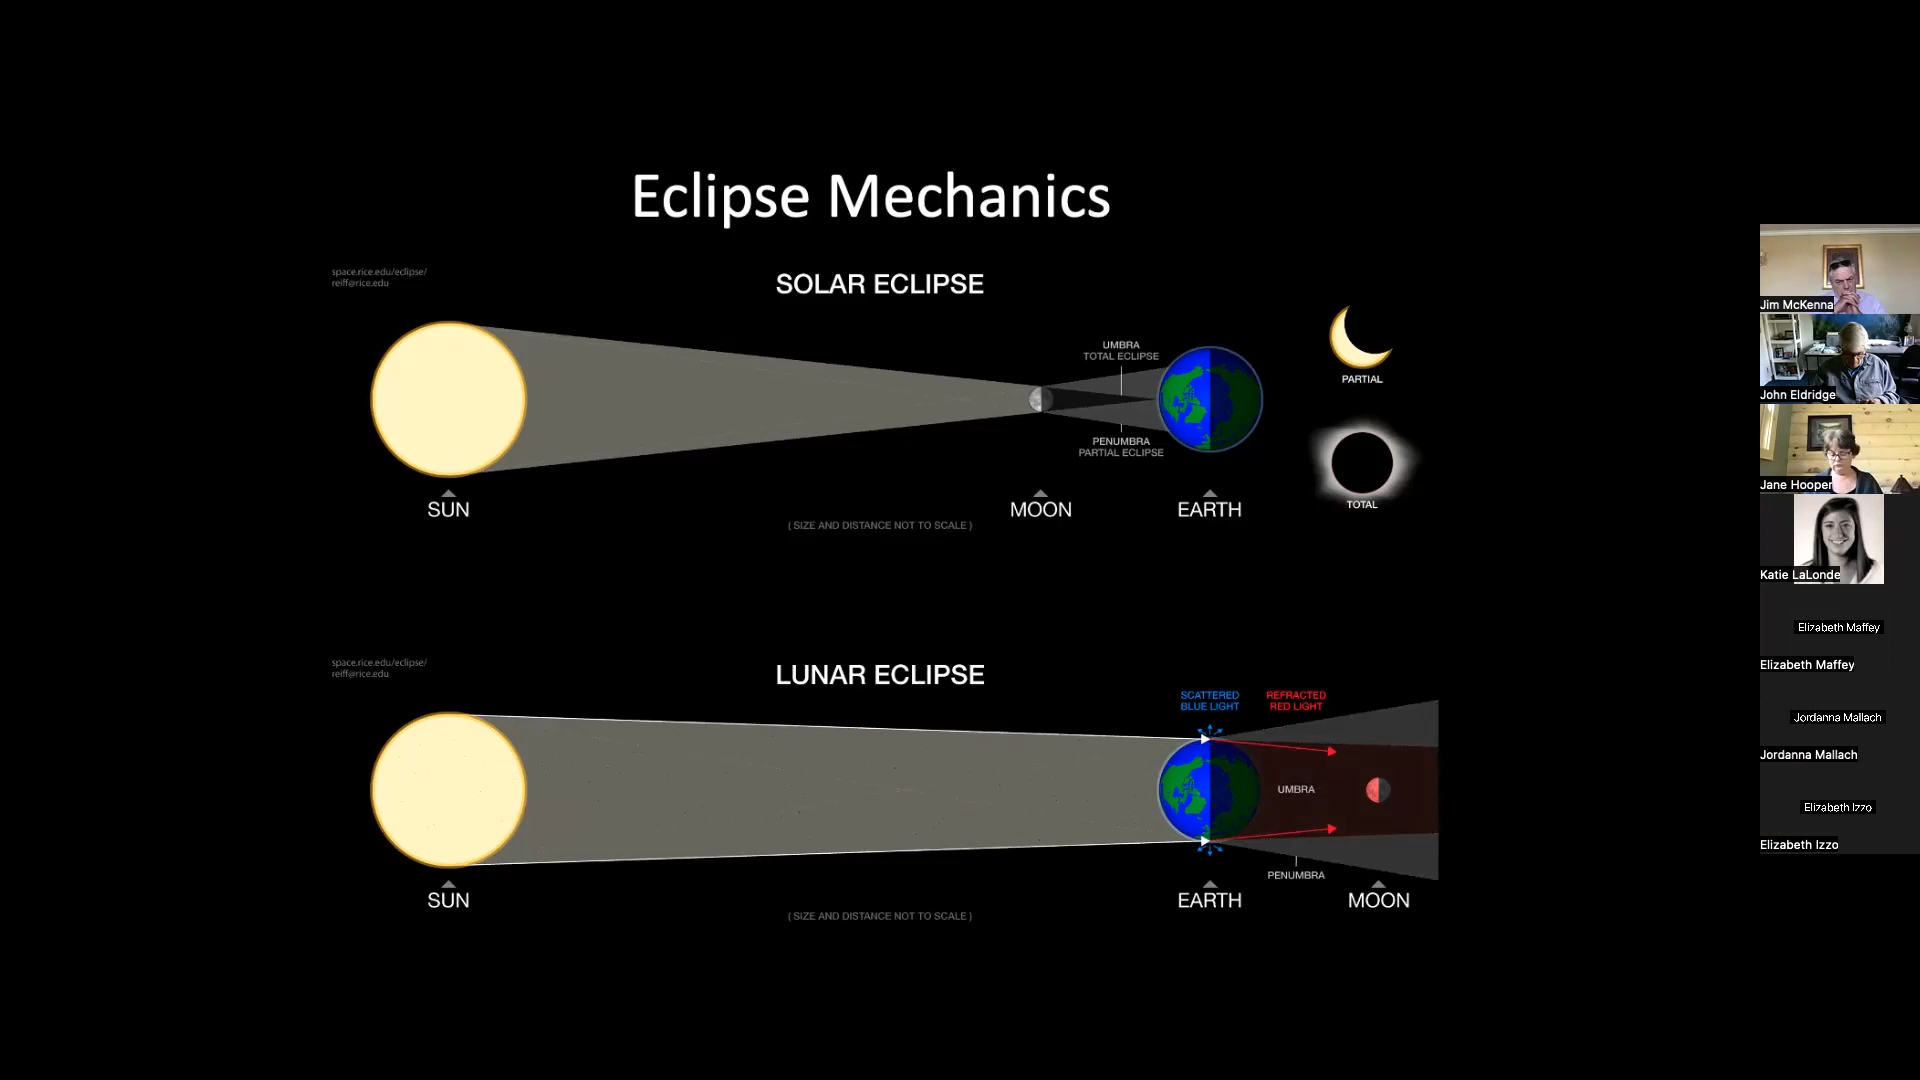 Eclipse Mechanics
space.rice.edu/eclipse/
reiff@rice.edu
SOLAR ECLIPSE
UMBRA
TOTAL ECLIPSE
PENUMBRA
PARTIAL ECLIPSE
PARTIAL
TOTAL
SUN
MOON
EARTH
( SIZE AND DISTANCE NOT TO SCALE )
space.rice.edu/eclipse/
reiff@rice.edu
LUNAR ECLIPSE
SCATTERED
BLUE LIGHT
REFRACTED
RED LIGHT
UMBRA
PENUMBRA
SUN
EARTH
MOON
( SIZE AND DISTANCE NOT TO SCALE )
Jim McKenna
John Eldridge
Jane Hooper
Katie LaLonde
Elizabeth Maffey
Elizabeth Maffey
Jordanna Mallach
Jordanna Mallach
Elizabeth Izzo
Elizabeth Izzo